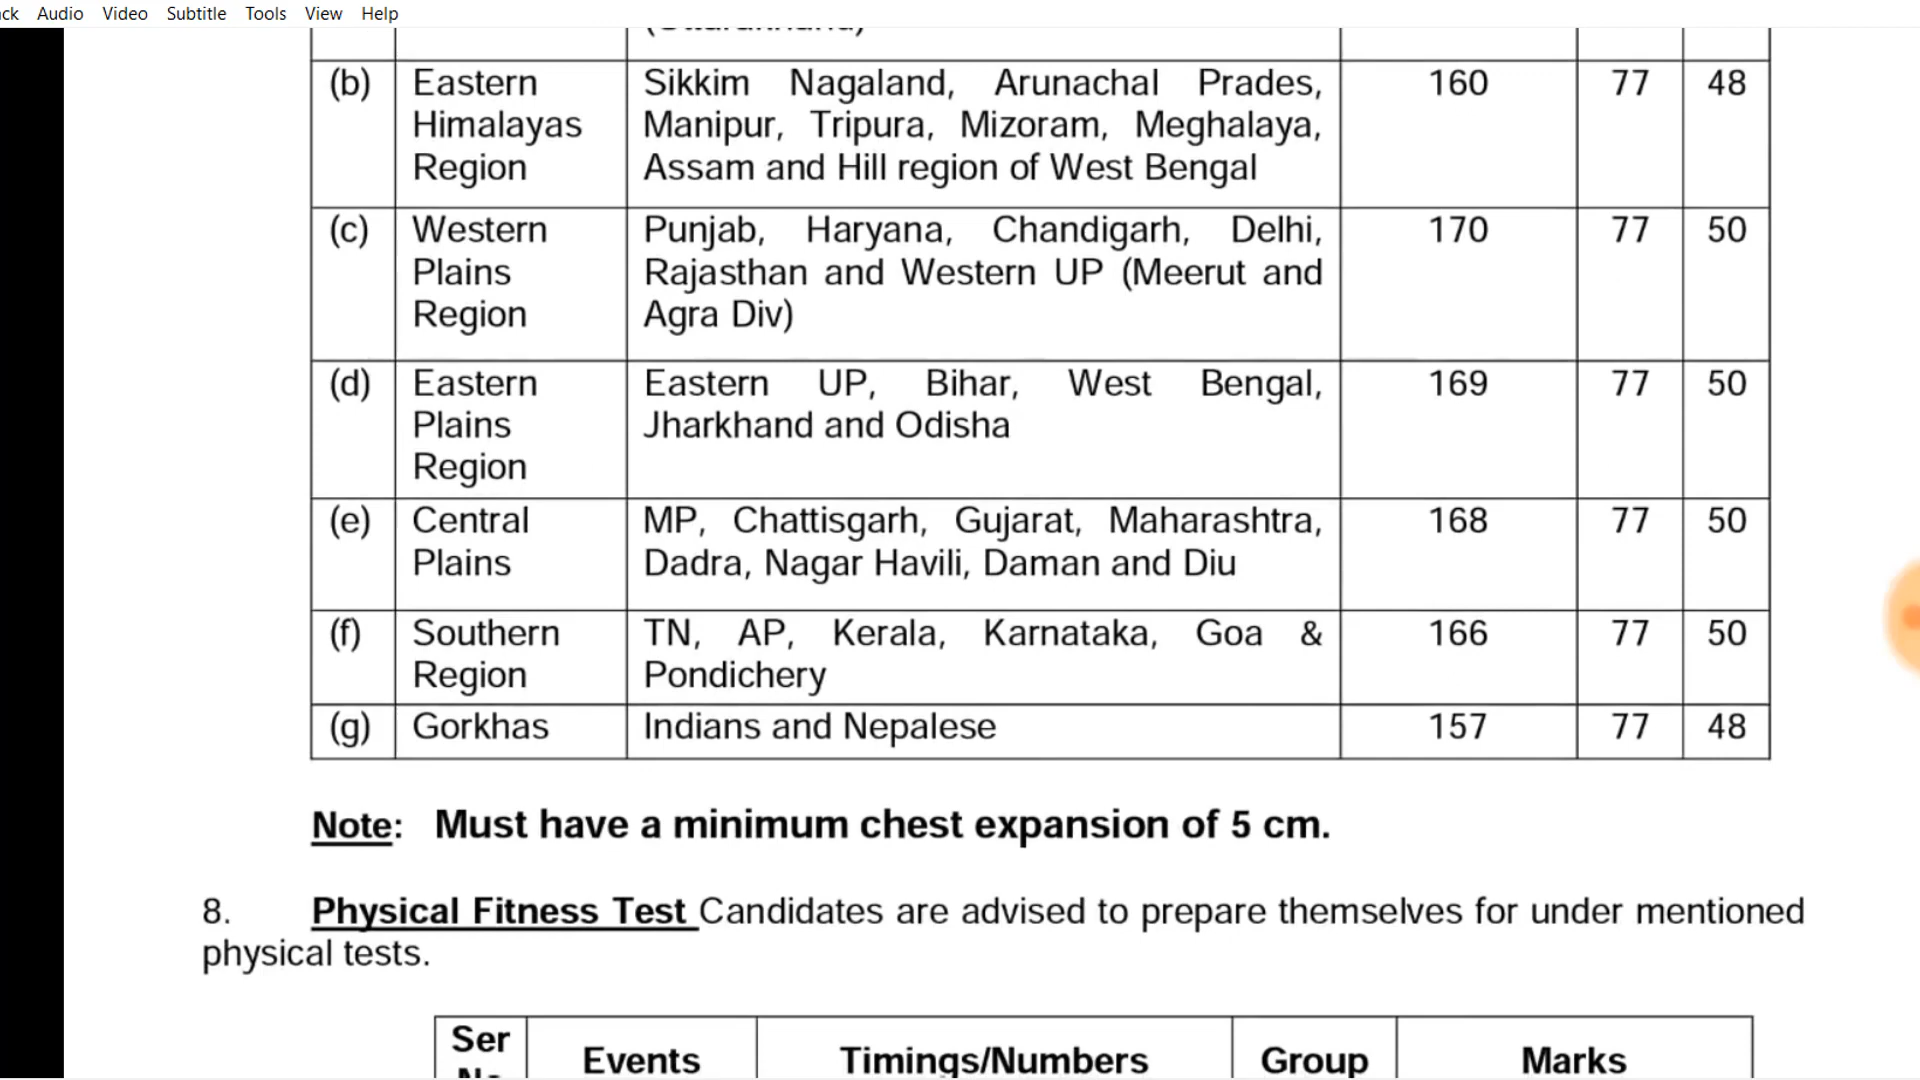 Audio Video Subtitle Tools View Help
(b) Eastern Sikkim Nagaland, Arunachal Prades, 160 77 48
Himalayas Manipur, Tripura, Mizoram, Meghalaya,
Region Assam and Hill region of West Bengal
(c) Western Punjab, Haryana, Chandigarh, Delhi, 170 77 50
Plains Rajasthan and Western UP (Meerut and
Region Agra Div)
(d) Eastern Eastern UP, Bihar, West Bengal, 169 77 50
Plains Jharkhand and Odisha
Region
(e) Central MP, Chattisgarh, Gujarat, Maharashtra, 168 77 50
Plains Dadra, Nagar Havili, Daman and Diu
(f) Southern TN, AP, Kerala, Karnataka, Goa & 166 77 50
Region Pondichery
(g) Gorkhas Indians and Nepalese 157 77 48
Note: Must have a minimum chest expansion of 5 cm.
8. Physical Fitness Test Candidates are advised to prepare themselves for under mentioned
physical tests.
Ser
Events Timings/Numbers Group Marks